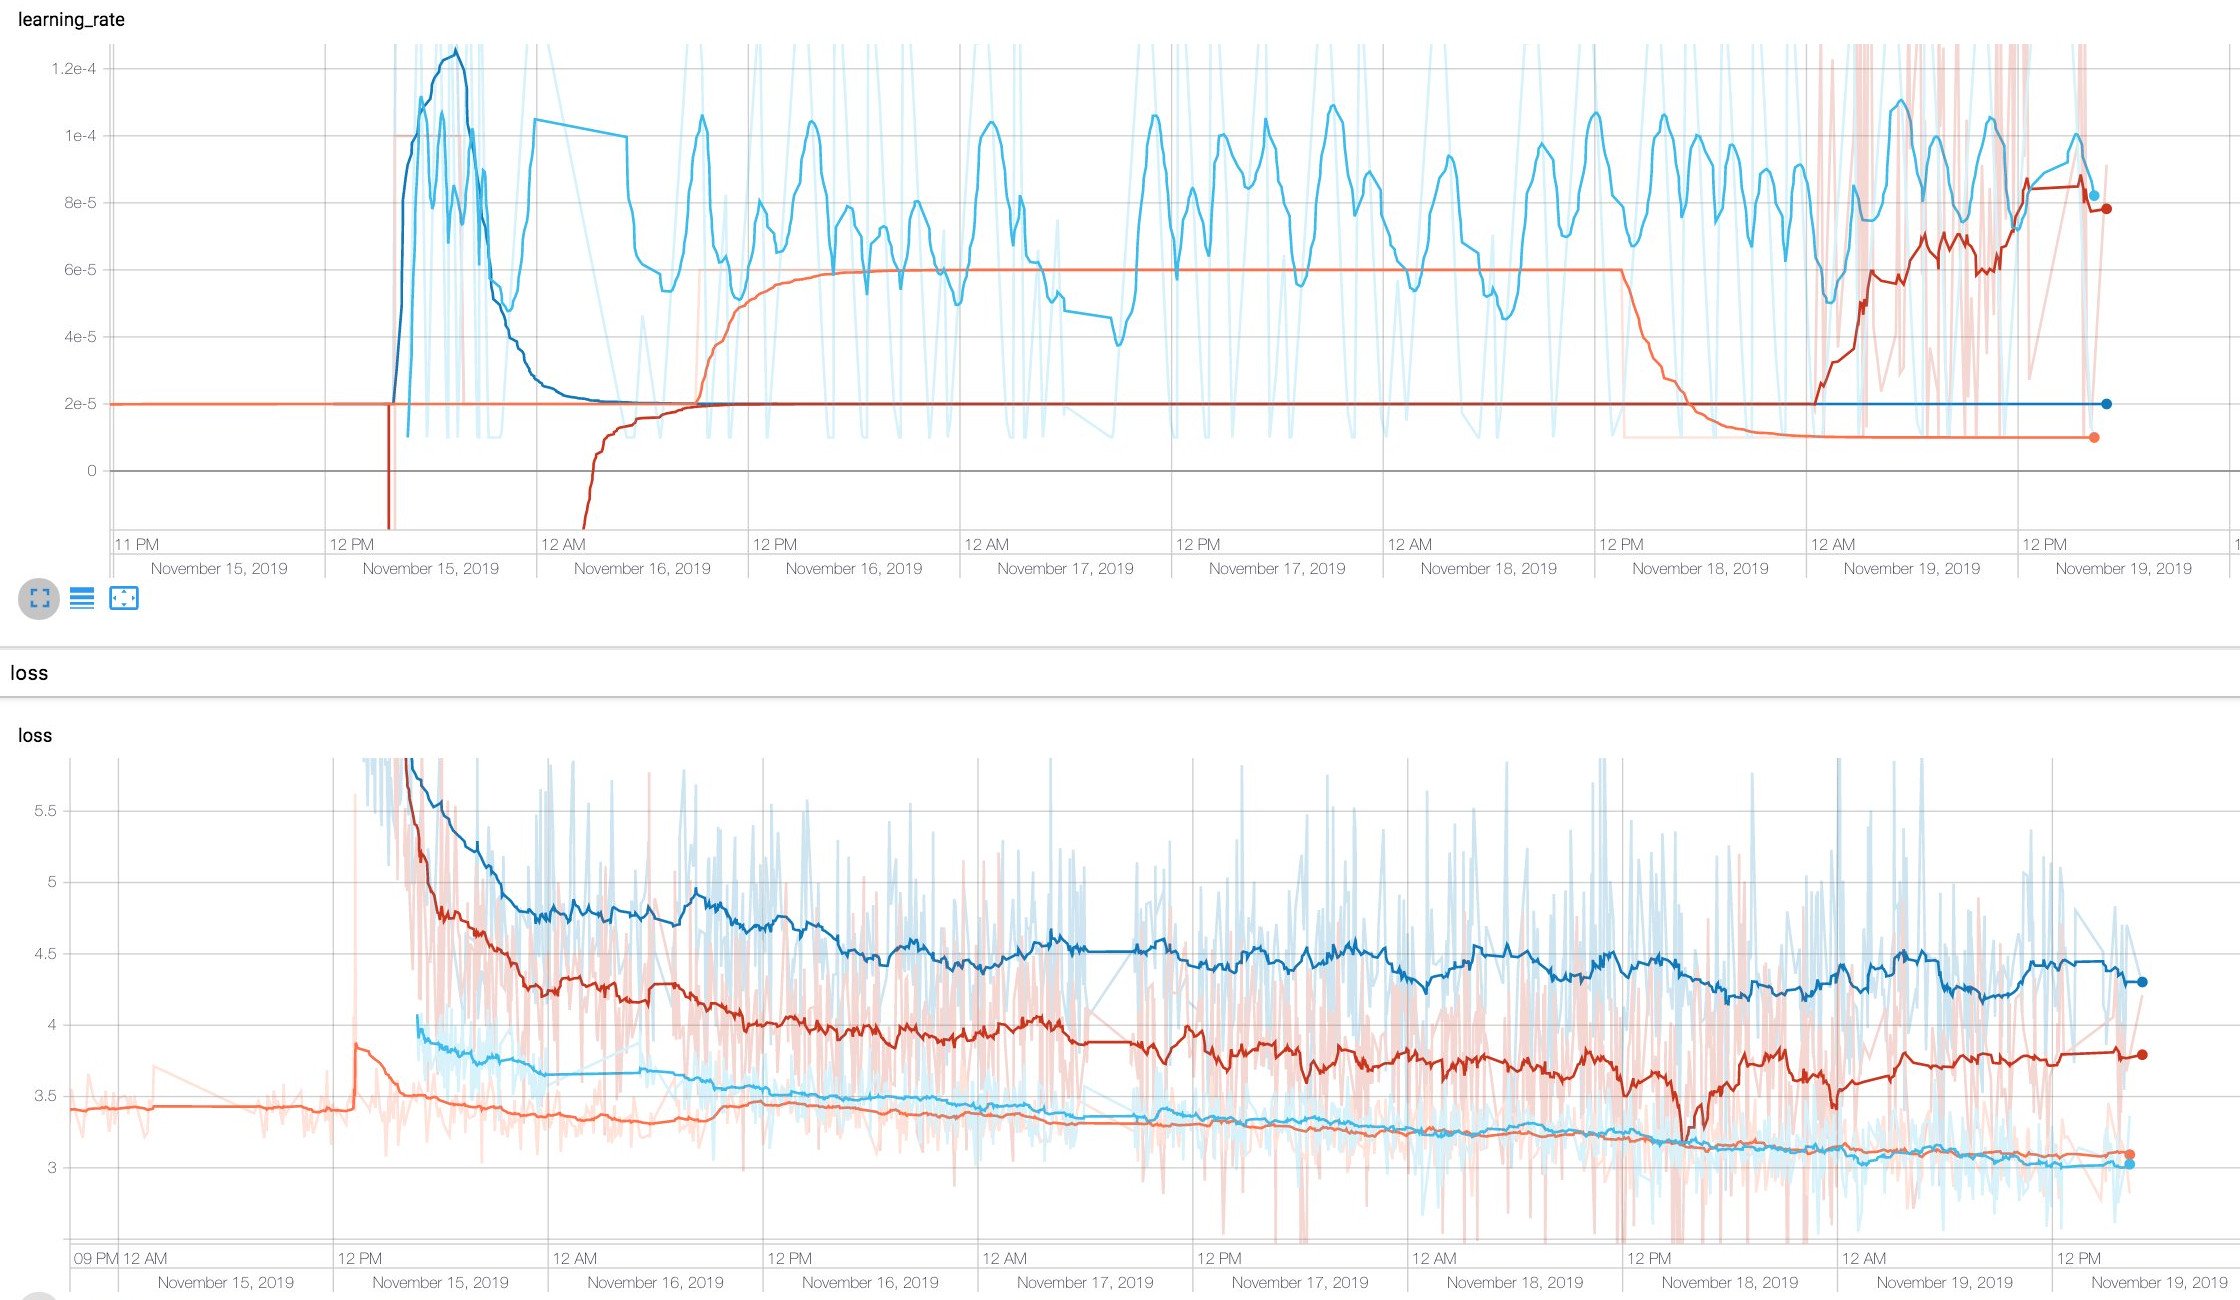 learning_rate
1.2e-4
1e-4
8e-5
6e-5
4e-5
2e-5
0
11 PM 12 PM 12 AM 12 PM 12 AM 12 PM 12 AM 12 PM 12 AM 12 PM 1
November 15, 2019 November 15, 2019 November 16, 2019 November 16, 2019 November 17, 2019 November 17, 2019 November 18, 2019 November 18, 2019 November 19, 2019 November 19, 2019
loss
loss
5.5
5
4.5
4
3.5
3
09 PM 12 AM 12 PM 12 AM 12 PM 12 AM 12 PM 12 AM 12 PM 12 AM 12 PM
November 15, 2019 November 15, 2019 November 16, 2019 November 16, 2019 November 17, 2019 November 17, 2019 November 18, 2019 November 18, 2019 November 19, 2019 November 19, 2019